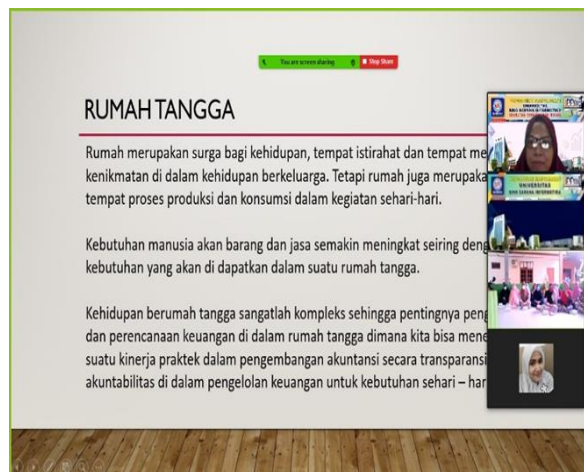 You are screen sharing Stop Share
RUMAH TANGGA
Rumah merupakan surga bagi kehidupan, tempat istirahat dan tempat me
kenikmatan di dalam kehidupan berkeluarga. Tetapi rumah juga merupaka
tempat proses produksi dan konsumsi dalam kegiatan sehari-hari.
Kebutuhan manusia akan barang dan jasa semakin meningkat seiring deng
kebutuhan yang akan di dapatkan dalam suatu rumah tangga.
Kehidupan berumah tangga sangatlah kompleks sehingga pentingnya peng
dan perencanaan keuangan di dalam rumah tangga dimana kita bisa mene
suatu kinerja praktek dalam pengembangan akuntansi secara transparansi
akuntabilitas di dalam pengelolan keuangan untuk kebutuhan sehari – har
UNIVERSITAS
BINA SARANA INFORMATIKA